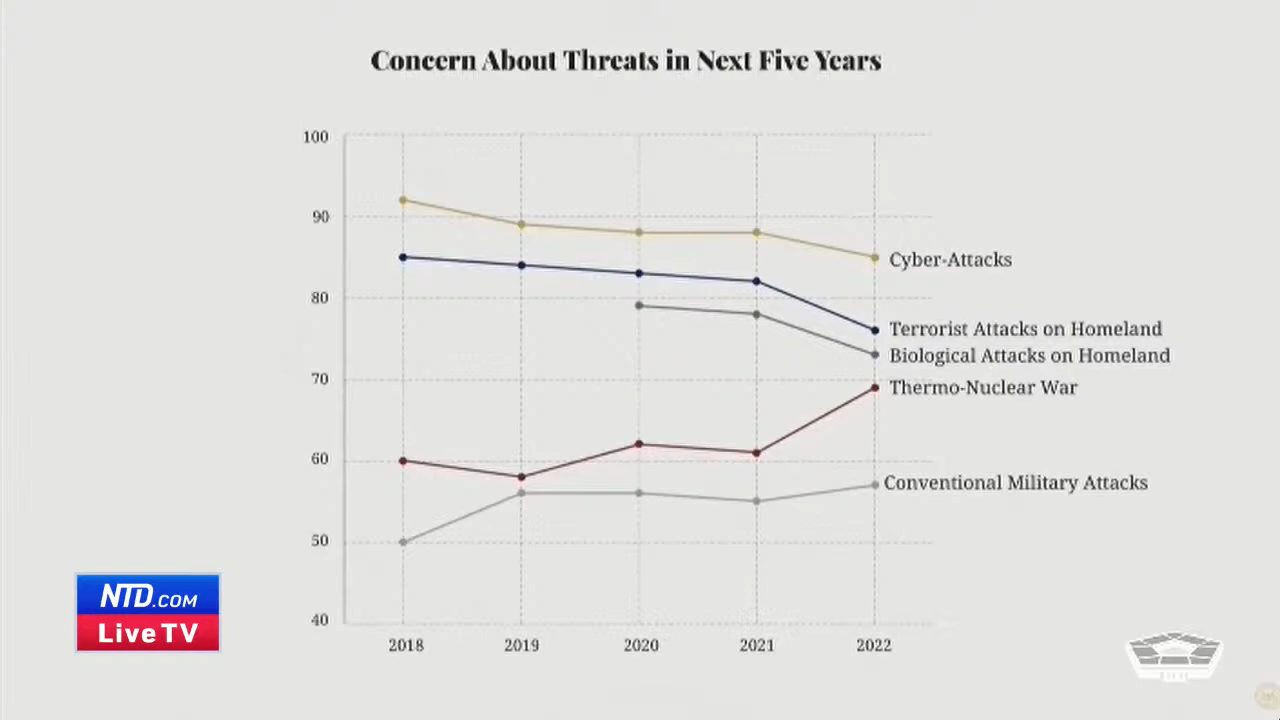 Concern About Threats in Next Five Years
100
90
Cyber-Attacks
80
Terrorist Attacks on Homeland
Biological Attacks on Homeland
70
Thermo-Nuclear War
60
Conventional Military Attacks
50
40
2018 2019 2020 2021 2022
NTD.COM
Live TV